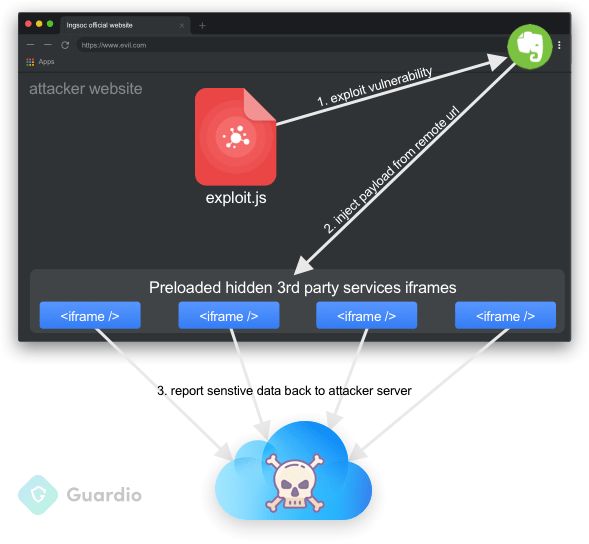 Ingsoc official website
https://www.evil.com
Apps
attacker website
1. exploit vulnerability
exploit.js
2. inject payload from remote url
Preloaded hidden 3rd party services iframes
<iframe /> <iframe /> <iframe /> <iframe />
3. report senstive data back to attacker server
Guardio